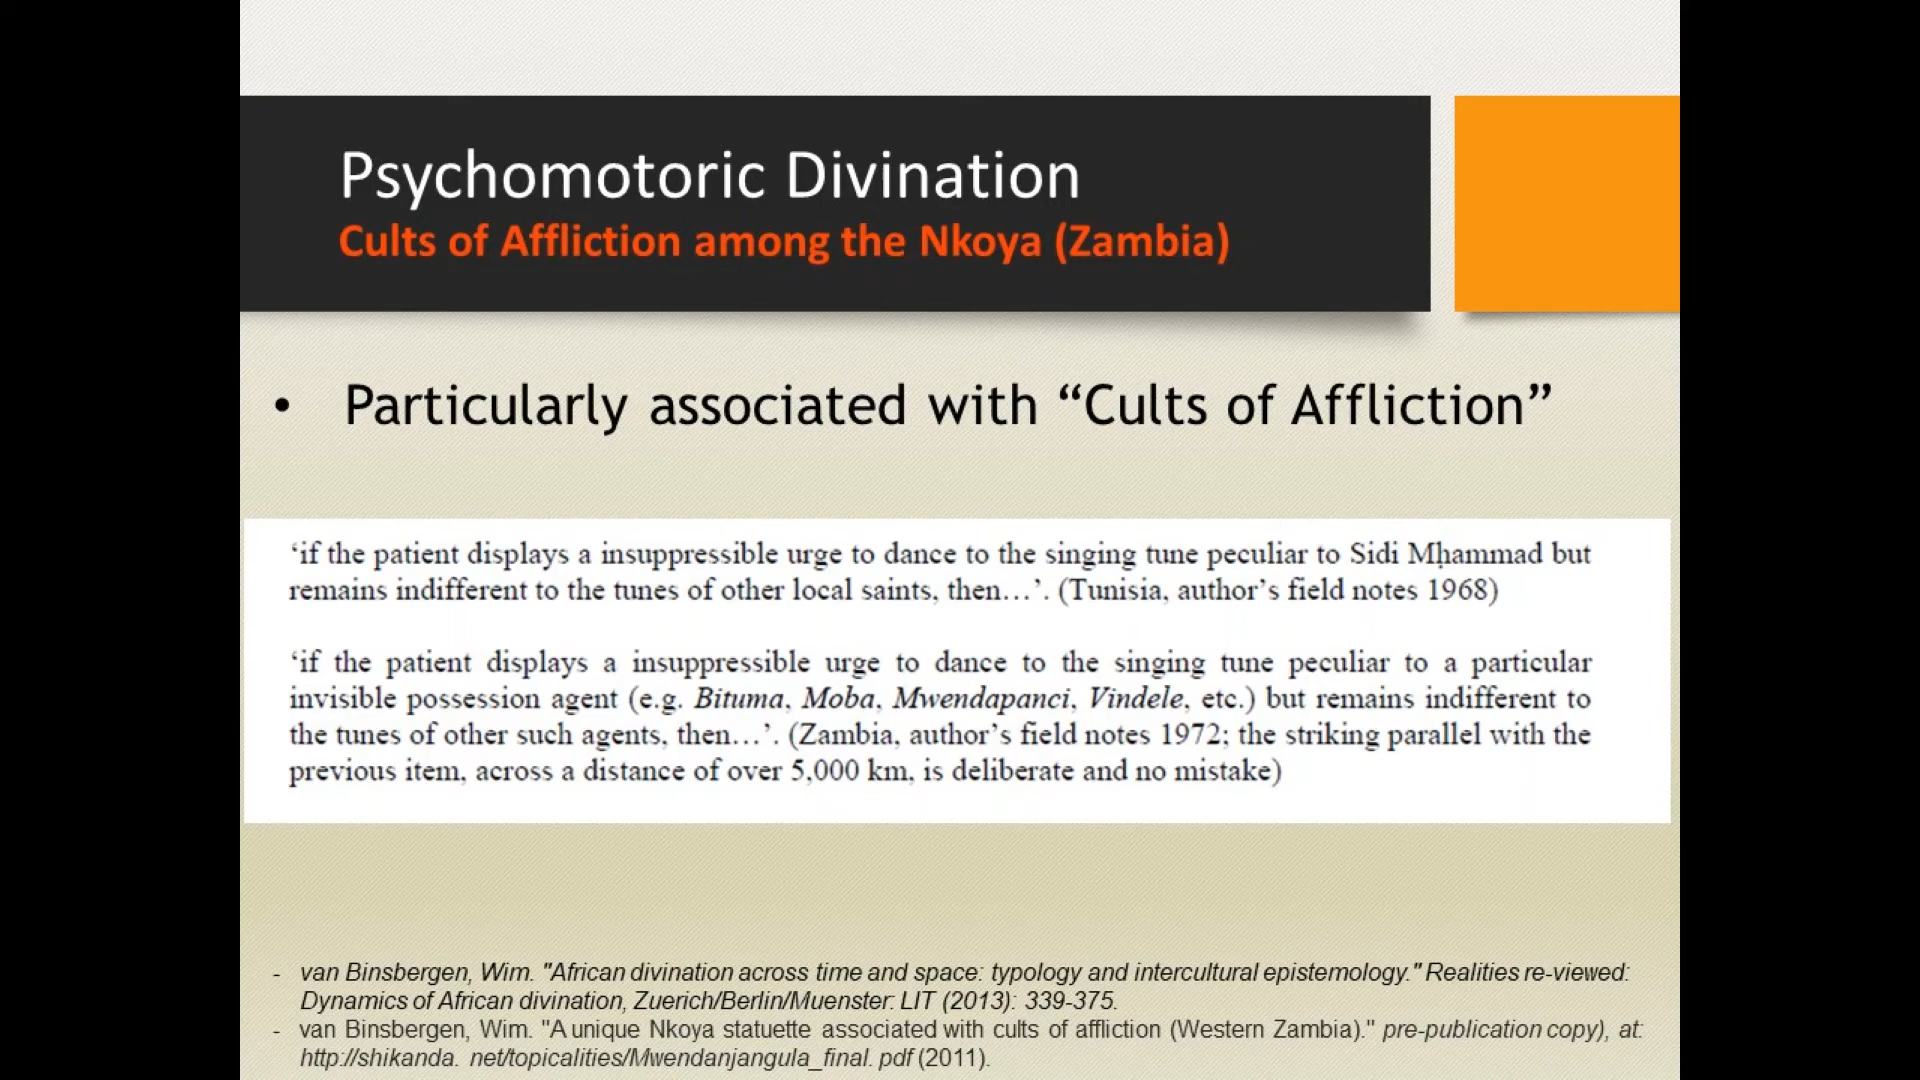 Psychomotoric Divination
Cults of Affliction among the Nkoya (Zambia)
• Particularly associated with “Cults of Affliction”
‘if the patient displays a insuppressible urge to dance to the singing tune peculiar to Sidi Mḥammad but
remains indifferent to the tunes of other local saints, then…’. (Tunisia, author’s field notes 1968)
‘if the patient displays a insuppressible urge to dance to the singing tune peculiar to a particular
invisible possession agent (e.g. Bituma, Moba, Mwendapanci, Vindele, etc.) but remains indifferent to
the tunes of other such agents, then…’. (Zambia, author’s field notes 1972; the striking parallel with the
previous item, across a distance of over 5,000 km, is deliberate and no mistake)
- van Binsbergen, Wim. "African divination across time and space: typology and intercultural epistemology." Realities re-viewed:
Dynamics of African divination, Zuerich/Berlin/Muenster: LIT (2013): 339-375.
- van Binsbergen, Wim. "A unique Nkoya statuette associated with cults of affliction (Western Zambia)." pre-publication copy), at:
http://shikanda. net/topicalities/Mwendanjangula_final. pdf (2011).